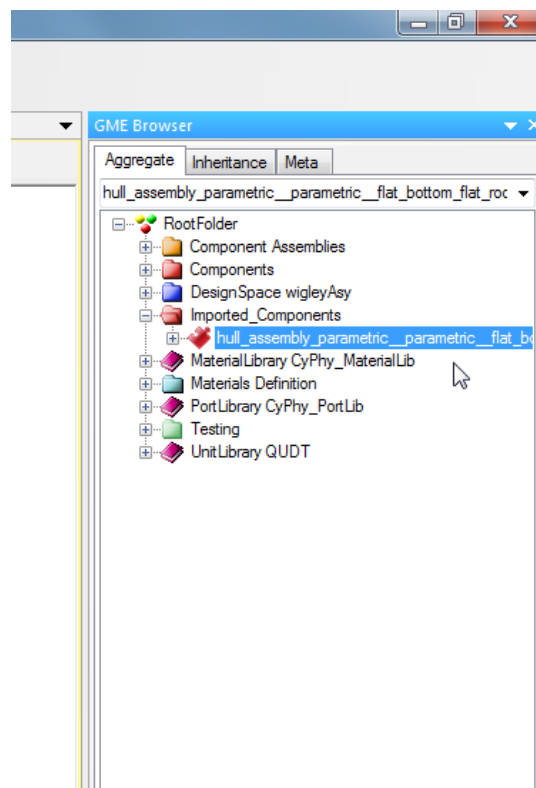 GME Browser
Aggregate Inheritance Meta
hull_assembly_parametric__parametric__flat_bottom_flat_roc
RootFolder
Component Assemblies
Components
DesignSpace wigleyAsy
Imported_Components
hull_assembly_parametric__parametric__flat_bo
MaterialLibrary CyPhy_MaterialLib
Materials Definition
PortLibrary CyPhy_PortLib
Testing
UnitLibrary QUDT